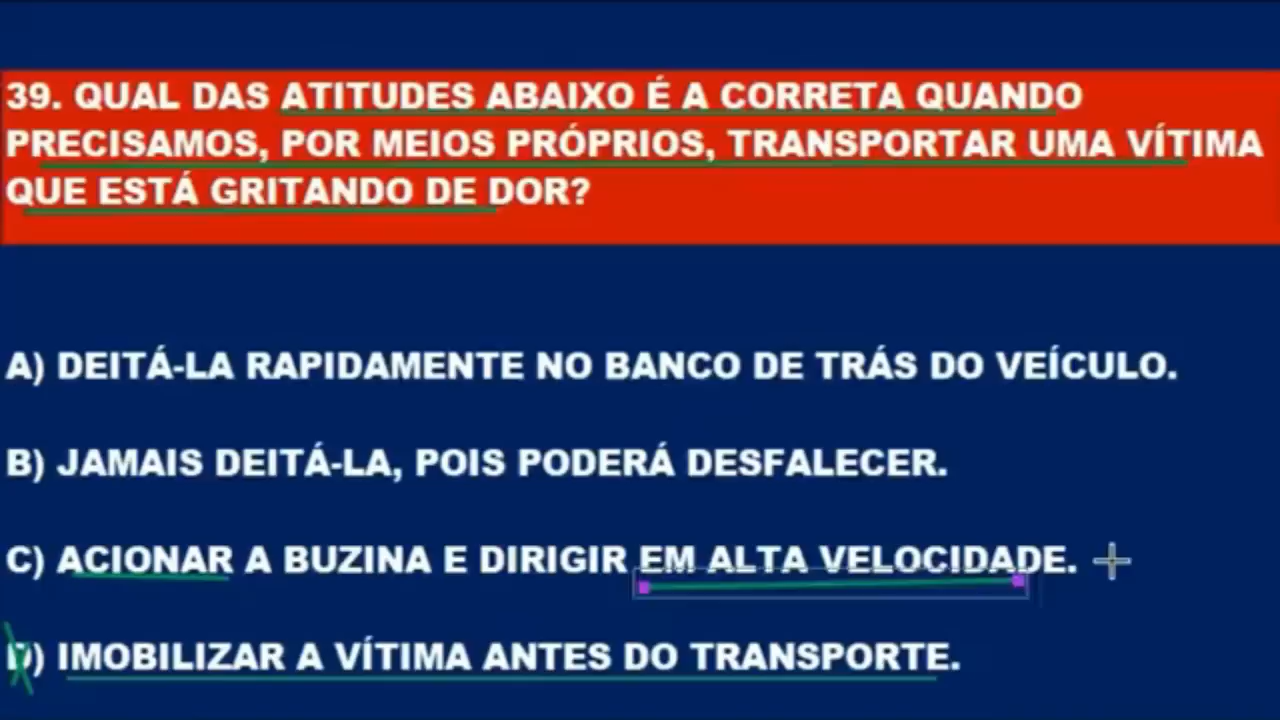 39. QUAL DAS ATITUDES ABAIXO É A CORRETA QUANDO
PRECISAMOS, POR MEIOS PRÓPRIOS, TRANSPORTAR UMA VÍTIMA
QUE ESTÁ GRITANDO DE DOR?
A) DEITÁ-LA RAPIDAMENTE NO BANCO DE TRÁS DO VEÍCULO.
B) JAMAIS DEITÁ-LA, POIS PODERÁ DESFALECER.
C) ACIONAR A BUZINA E DIRIGIR EM ALTA VELOCIDADE.
D) IMOBILIZAR A VÍTIMA ANTES DO TRANSPORTE.